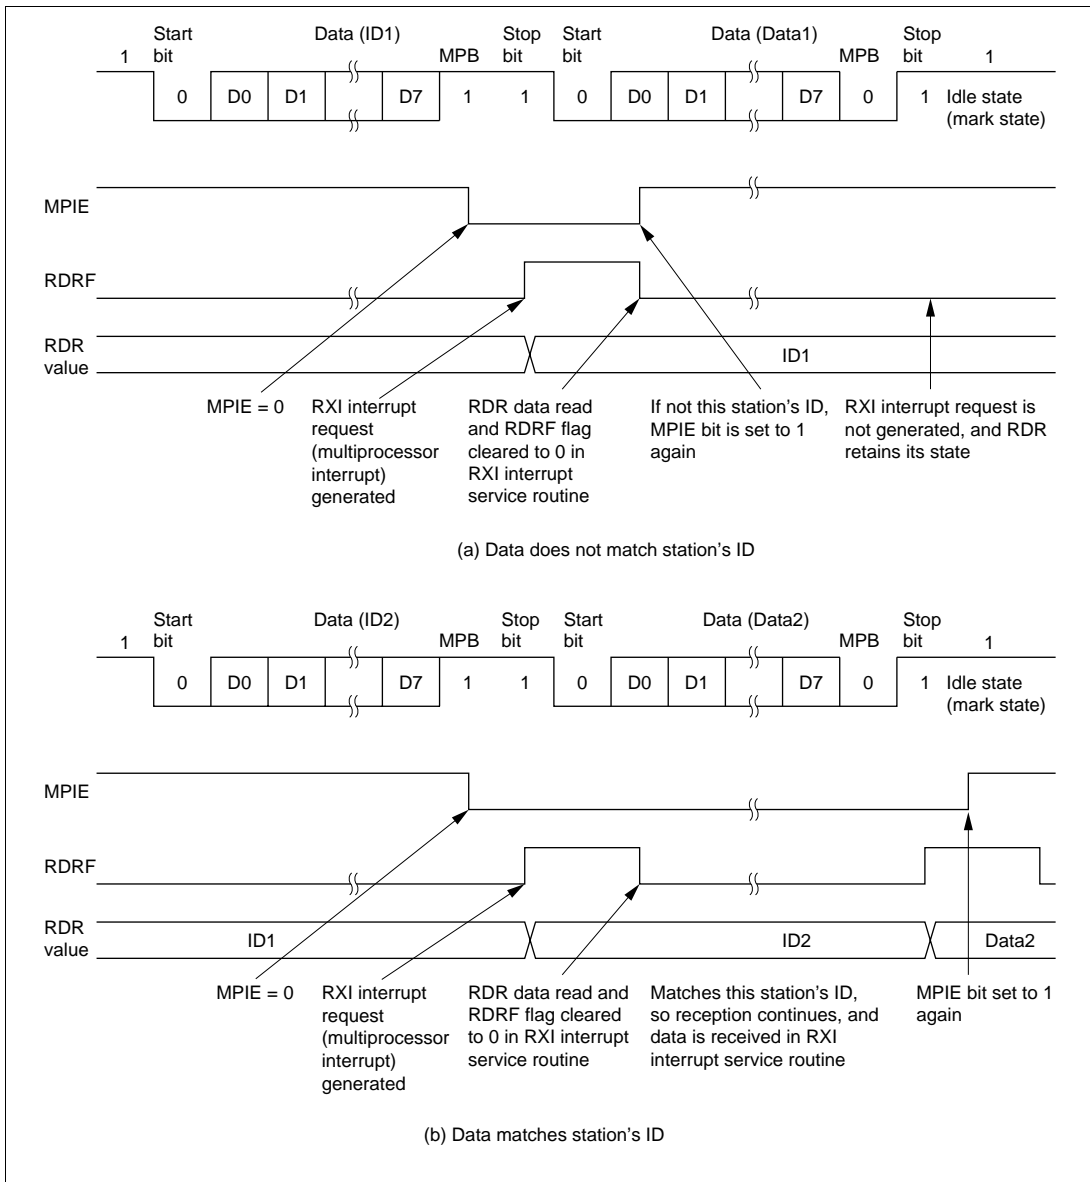 Start bit Data (ID1) Stop bit Start bit Data (Data1) Stop bit
1 MPB MPB 1
0 D0 D1 D7 1 1 0 D0 D1 D7 0 1 Idle state (mark state)
MPIE
RDRF
RDR value
ID1
MPIE = 0
RXI interrupt
request
(multiprocessor
interrupt)
generated
RDR data read
and RDRF flag
cleared to 0 in
RXI interrupt
service routine
If not this station's ID,
MPIE bit is set to 1
again
RXI interrupt request is
not generated, and RDR
retains its state
(a) Data does not match station's ID
Start bit Data (ID2) Stop bit Start bit Data (Data2) Stop bit
1 MPB MPB 1
0 D0 D1 D7 1 1 0 D0 D1 D7 0 1 Idle state (mark state)
MPIE
RDRF
RDR value
ID1 ID2 Data2
MPIE = 0
RXI interrupt
request
(multiprocessor
interrupt)
generated
RDR data read and
RDRF flag cleared
to 0 in RXI interrupt
service routine
Matches this station's ID,
so reception continues, and
data is received in RXI
interrupt service routine
MPIE bit set to 1
again
(b) Data matches station's ID